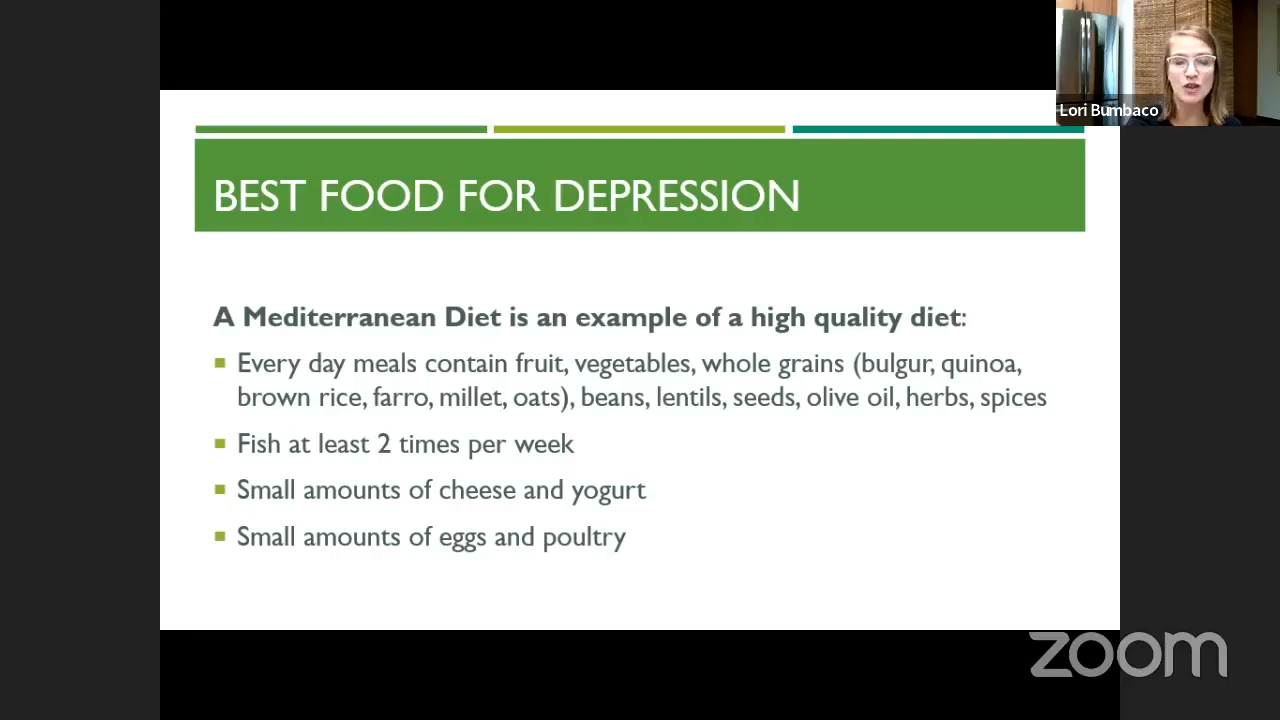 Lori Bumbaco
BEST FOOD FOR DEPRESSION
A Mediterranean Diet is an example of a high quality diet:
Every day meals contain fruit, vegetables, whole grains (bulgur, quinoa,
brown rice, farro, millet, oats), beans, lentils, seeds, olive oil, herbs, spices
Fish at least 2 times per week
Small amounts of cheese and yogurt
Small amounts of eggs and poultry
zoom